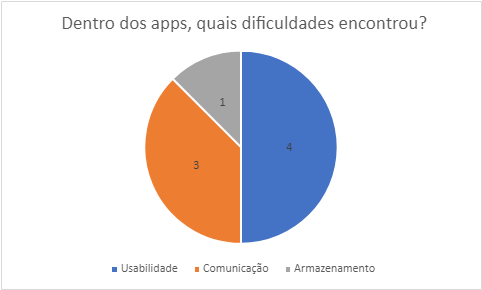 Dentro dos apps, quais dificuldades encontrou?
1
4
3
Usabilidade Comunicação Armazenamento